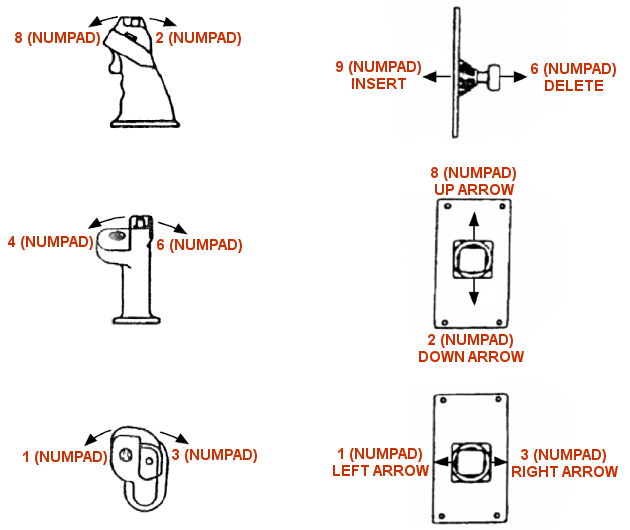 8 (NUMPAD)
2 (NUMPAD)
9 (NUMPAD)
INSERT
6 (NUMPAD)
DELETE
8 (NUMPAD)
UP ARROW
4 (NUMPAD)
6 (NUMPAD)
2 (NUMPAD)
DOWN ARROW
1 (NUMPAD)
3 (NUMPAD)
1 (NUMPAD)
LEFT ARROW
3 (NUMPAD)
RIGHT ARROW